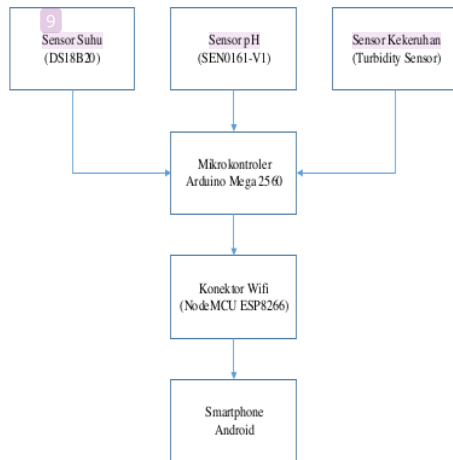 9
Sensor Suhu
(DS18B20)
Sensor pH
(SEN0161-V1)
Sensor Kekeruhan
(Turbidity Sensor)
Mikrokontroler
Arduino Mega 2560
Konektor Wifi
(NodeMCU ESP8266)
Smartphone
Android